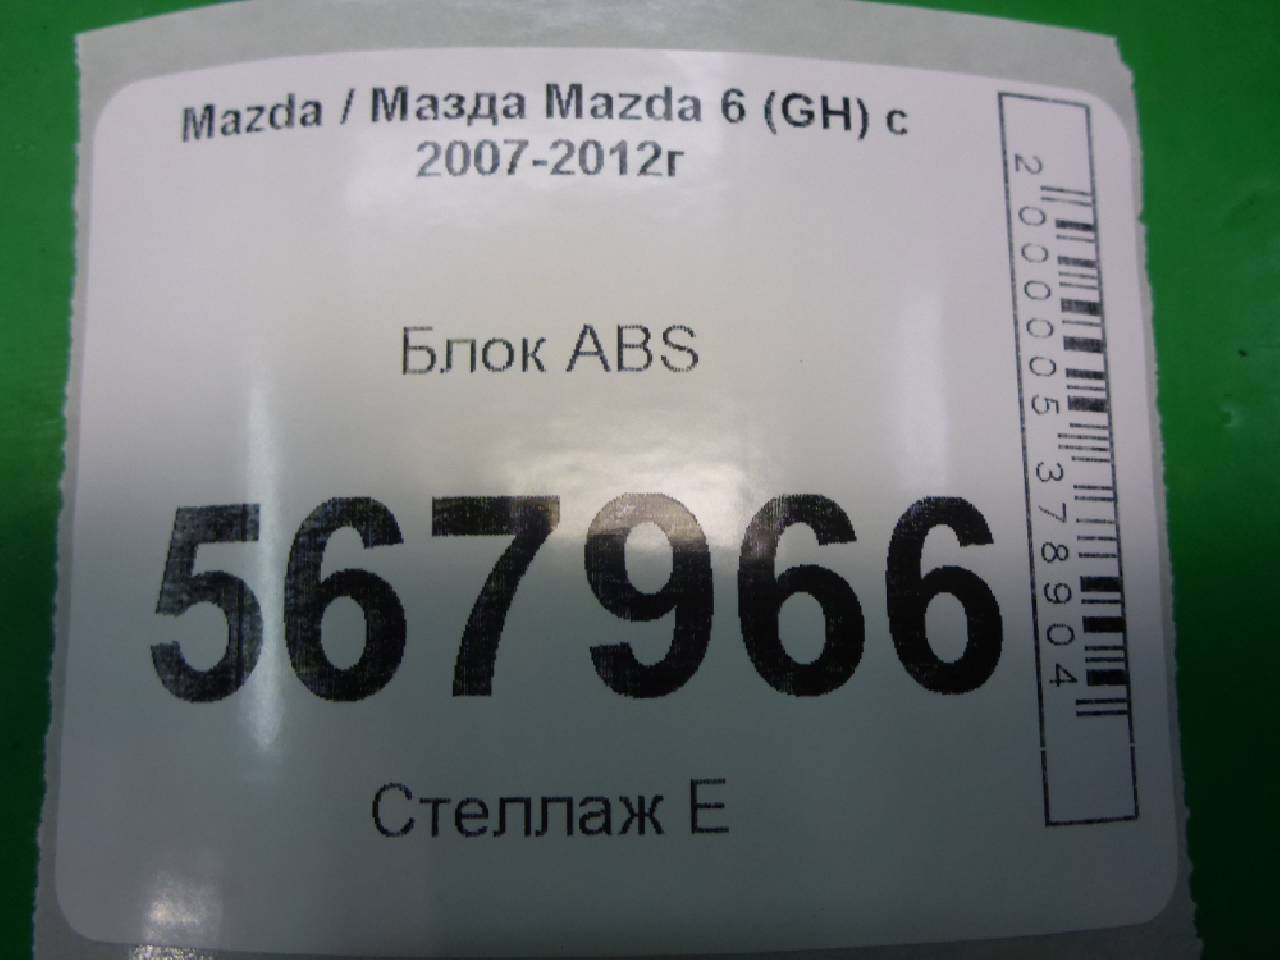 Mazda / Мазда Mazda 6 (GH) с
2007-2012г
Блок ABS
567966
Стеллаж Е
2000005378904